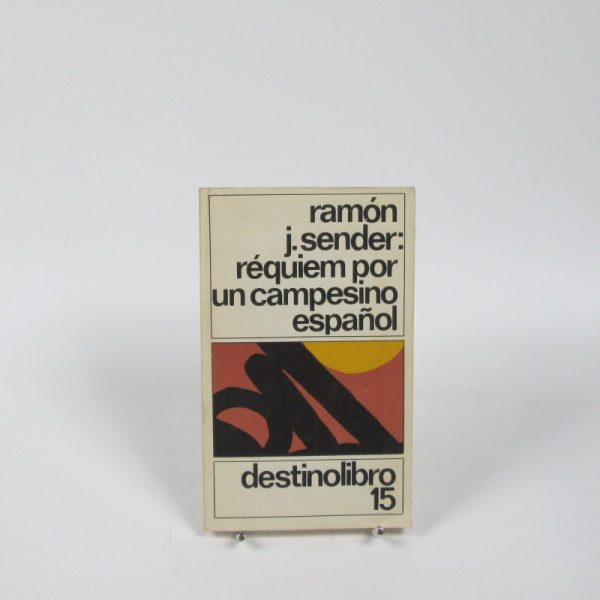 ramón
j. sender:
réquiem por
un campesino
español
destinolibro
15